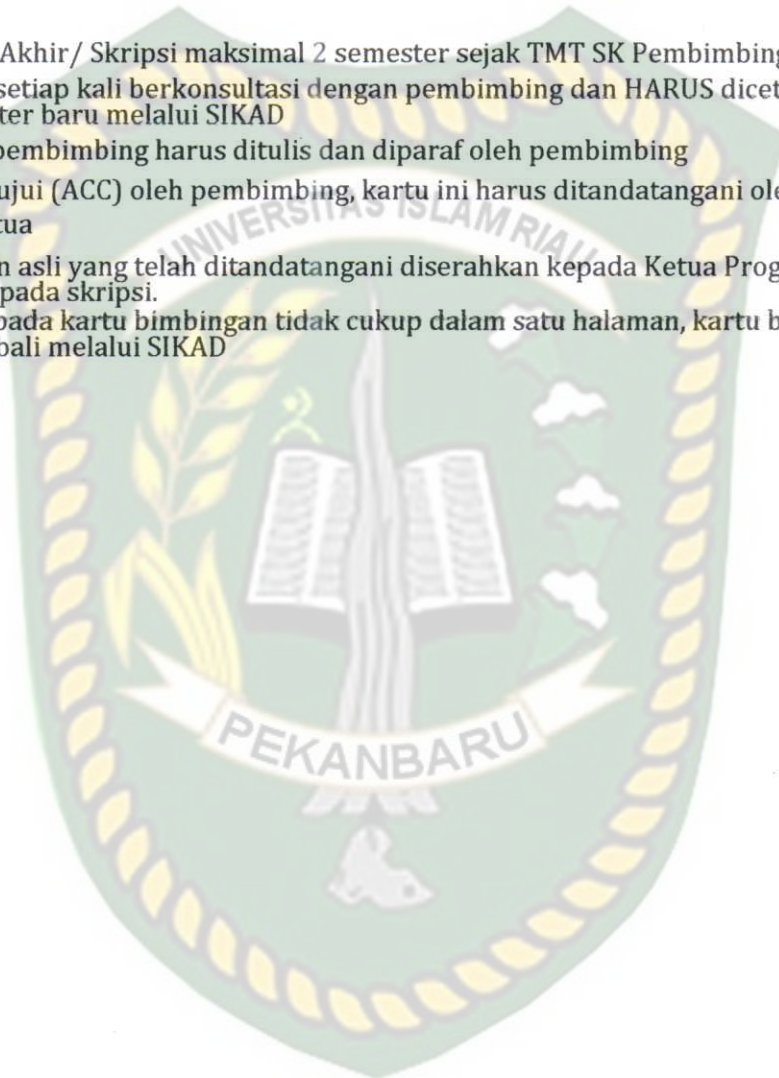 Akhir/ Skripsi maksimal 2 semester sejak TMT SK Pembimbing
setiap kali berkonsultasi dengan pembimbing dan HARUS dicet
ter baru melalui SIKAD
pembimbing harus ditulis dan diparaf oleh pembimbing
ujui (ACC) oleh pembimbing, kartu ini harus ditandatangani ole
tua
UNIVERSITAS ISLAM RIAU
n asli yang telah ditandatangani diserahkan kepada Ketua Prog
pada skripsi.
pada kartu bimbingan tidak cukup dalam satu halaman, kartu b
bali melalui SIKAD
PEKANBARU